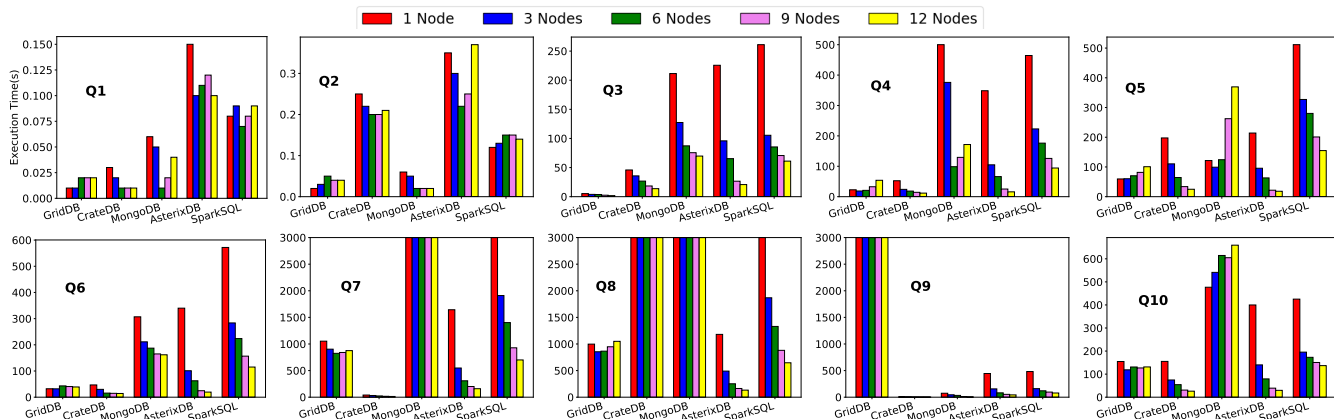 1 Node 3 Nodes 6 Nodes 9 Nodes 12 Nodes
Execution Time(s)
0.150
0.125
0.100
0.075
0.050
0.025
0.000
Q1
GridDB CrateDB MongoDB AsterixDB SparkSQL
0.3
0.2
0.1
0.0
Q2
GridDB CrateDB MongoDB AsterixDB SparkSQL
250
200
150
100
50
0
Q3
GridDB CrateDB MongoDB AsterixDB SparkSQL
500
400
300
200
100
0
Q4
GridDB CrateDB MongoDB AsterixDB SparkSQL
500
400
300
200
100
0
Q5
GridDB CrateDB MongoDB AsterixDB SparkSQL
600
500
400
300
200
100
0
Q6
GridDB CrateDB MongoDB AsterixDB SparkSQL
3000
2500
2000
1500
1000
500
0
Q7
GridDB CrateDB MongoDB AsterixDB SparkSQL
3000
2500
2000
1500
1000
500
0
Q8
GridDB CrateDB MongoDB AsterixDB SparkSQL
3000
2500
2000
1500
1000
500
0
Q9
GridDB CrateDB MongoDB AsterixDB SparkSQL
600
500
400
300
200
100
0
Q10
GridDB CrateDB MongoDB AsterixDB SparkSQL